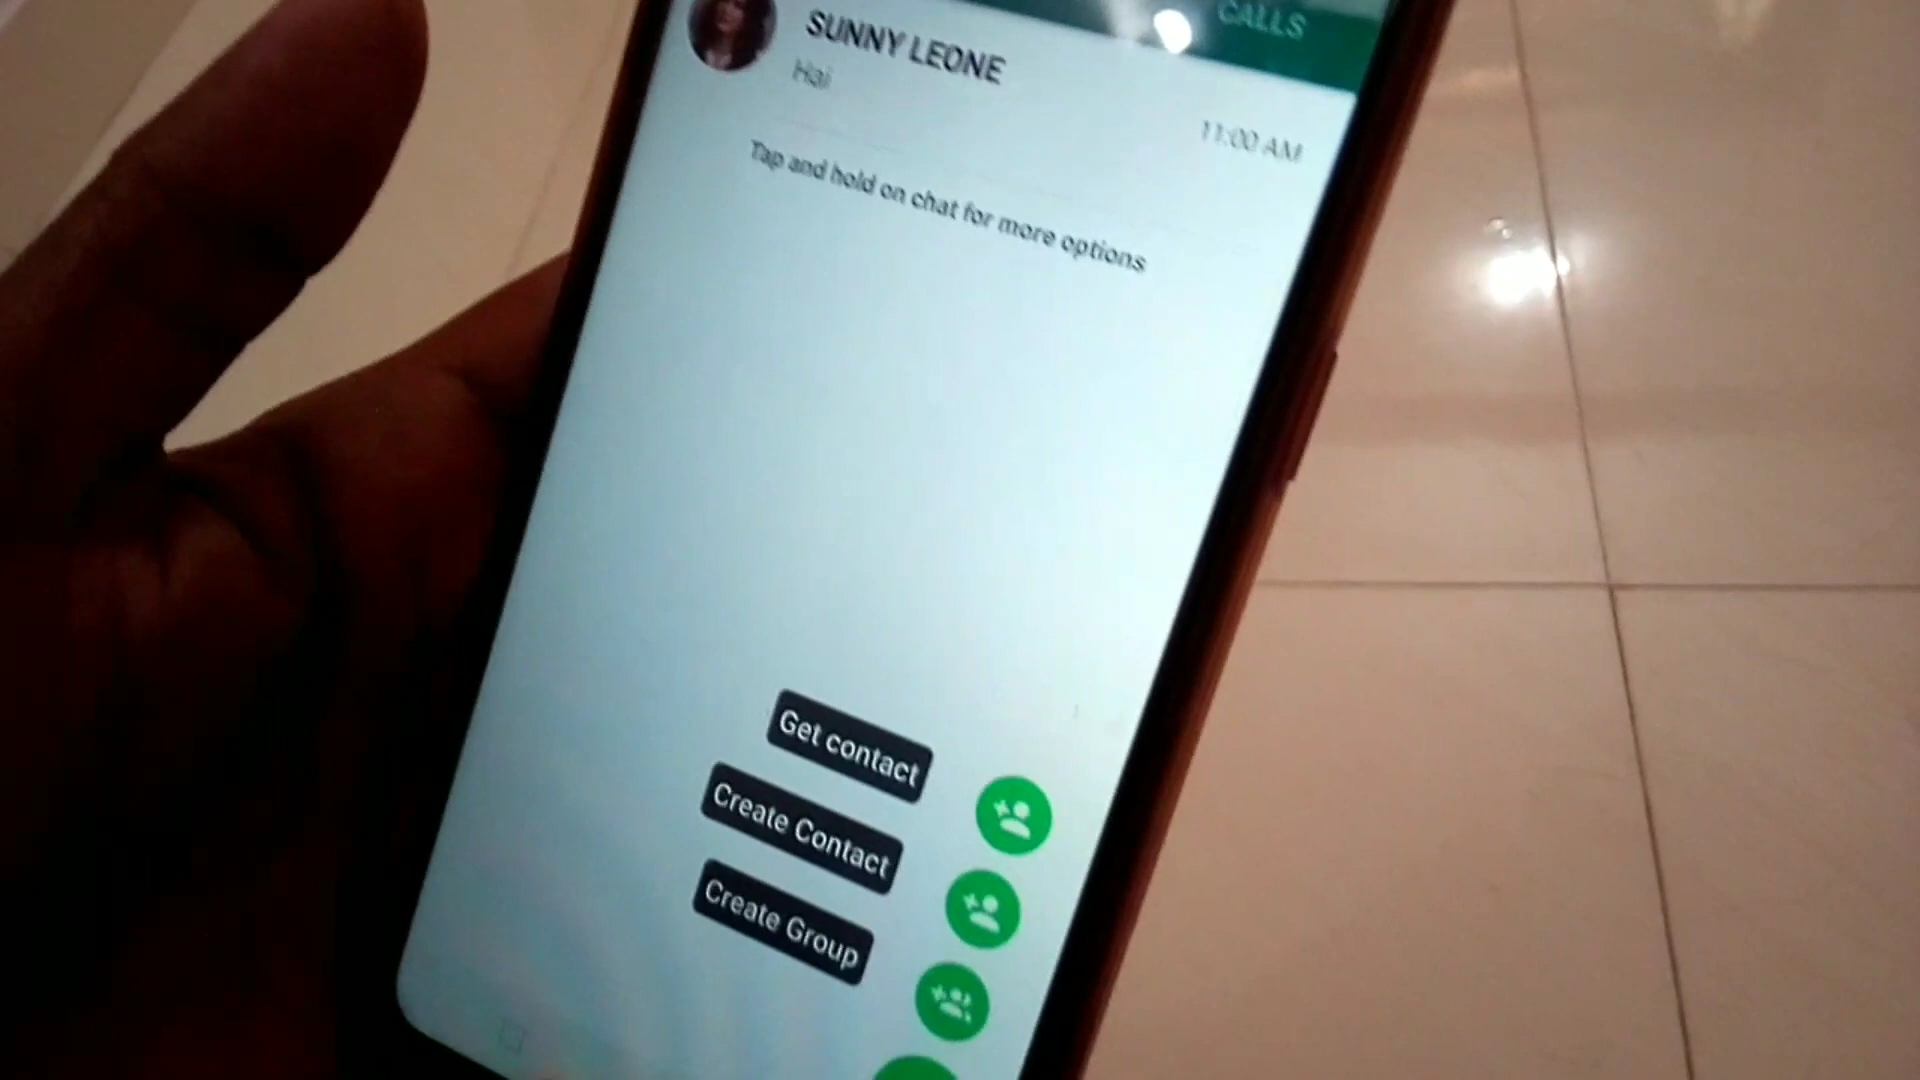 CALLS
SUNNY LEONE
Hai
11:00 AM
Tap and hold on chat for more options
Get contact
Create Contact
Create Group